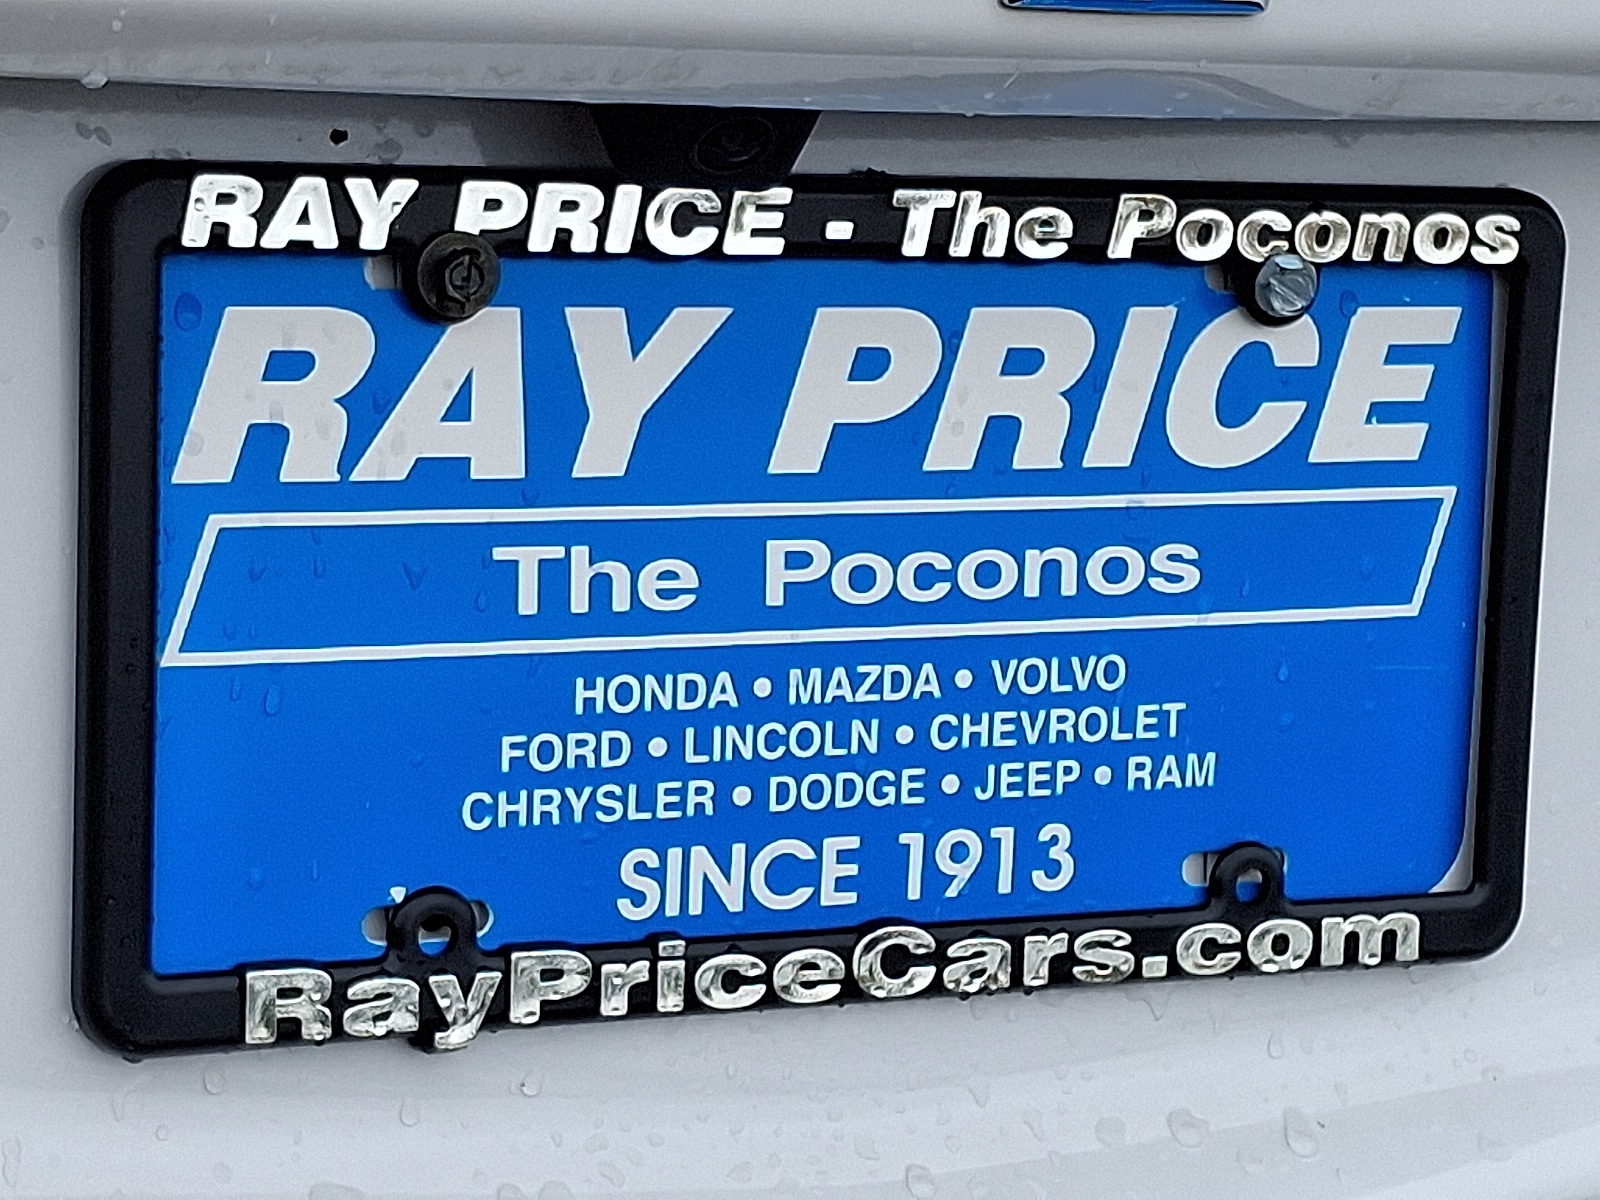 RAY PRICE - The Poconos
RAY PRICE
The Poconos
HONDA • MAZDA • VOLVO
FORD • LINCOLN • CHEVROLET
CHRYSLER • DODGE • JEEP • RAM
SINCE 1913
RayPriceCars.com